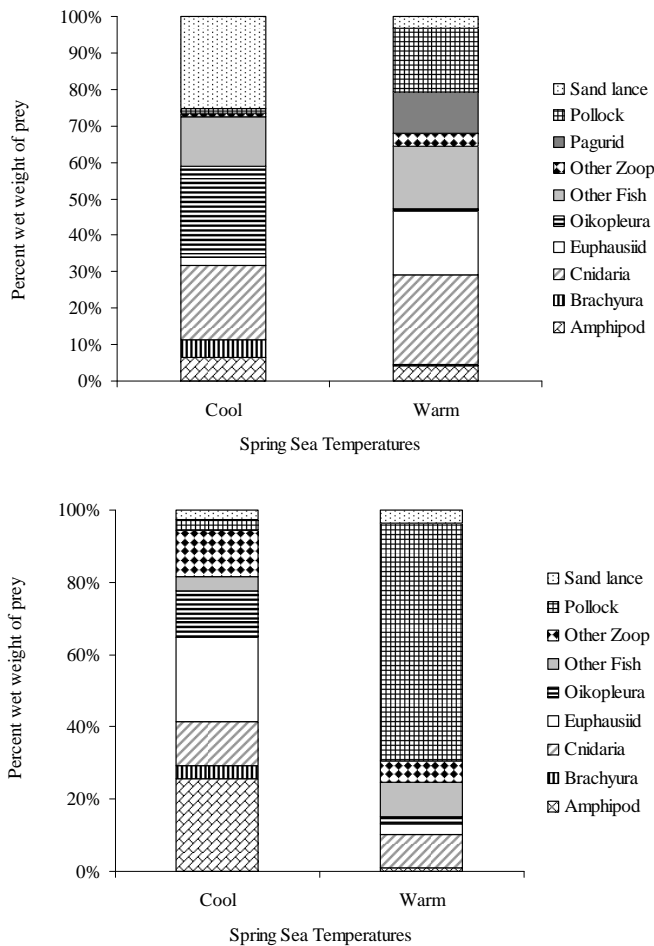 100%
90%
80%
70%
60%
50%
40%
30%
20%
10%
0%
Percent wet weight of prey
Cool
Warm
Spring Sea Temperatures
Sand lance
Pollock
Pagurid
Other Zoop
Other Fish
Oikopleura
Euphausiid
Cnidaria
Brachyura
Amphipod
100%
80%
60%
40%
20%
0%
Percent wet weight of prey
Cool
Warm
Spring Sea Temperatures
Sand lance
Pollock
Other Zoop
Other Fish
Oikopleura
Euphausiid
Cnidaria
Brachyura
Amphipod